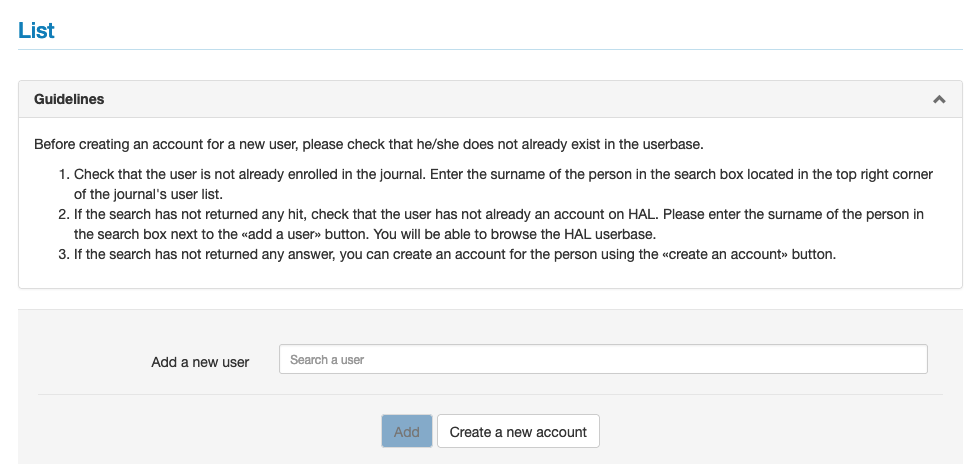 List
Guidelines
Before creating an account for a new user, please check that he/she does not already exist in the userbase.
1. Check that the user is not already enrolled in the journal. Enter the surname of the person in the search box located in the top right corner
of the journal's user list.
2. If the search has not returned any hit, check that the user has not already an account on HAL. Please enter the surname of the person in
the search box next to the «add a user» button. You will be able to browse the HAL userbase.
3. If the search has not returned any answer, you can create an account for the person using the «create an account» button.
Add a new user
Search a user
Add
Create a new account